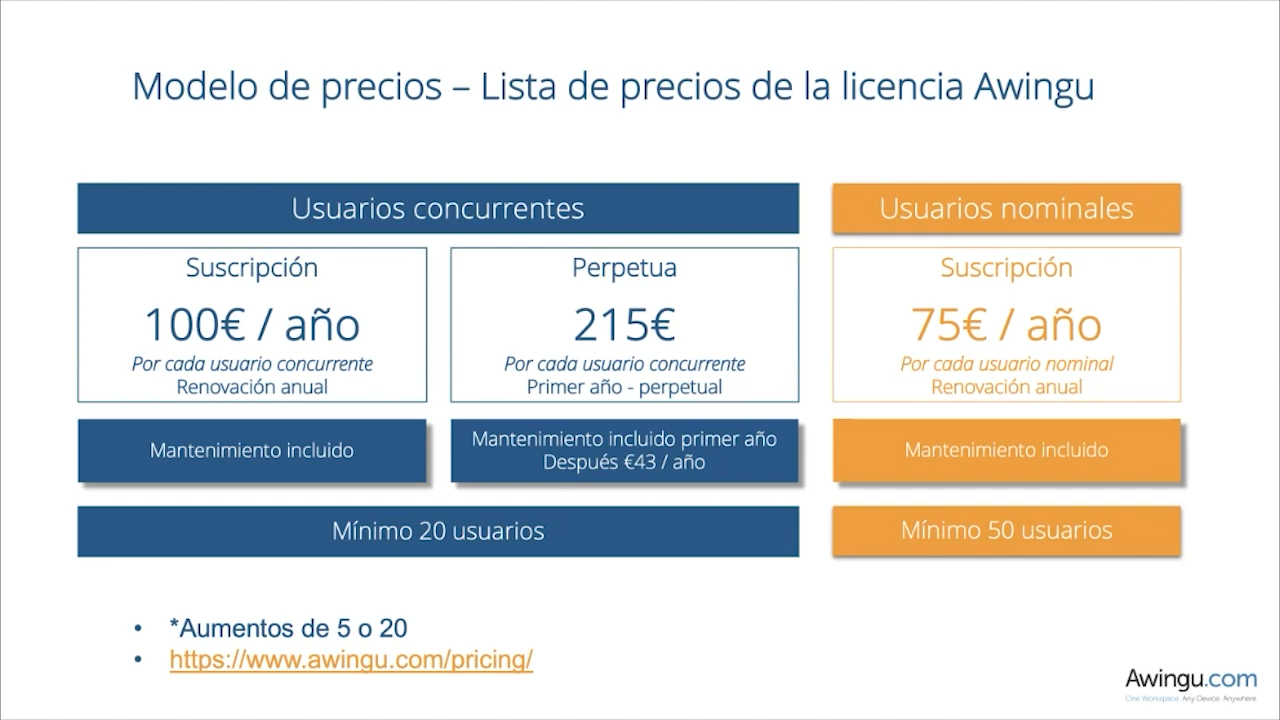 Modelo de precios – Lista de precios de la licencia Awingu
Usuarios concurrentes
Suscripción
100€ / año
Por cada usuario concurrente
Renovación anual
Mantenimiento incluido
Perpetua
215€
Por cada usuario concurrente
Primer año - perpetual
Mantenimiento incluido primer año
Después €43 / año
Mínimo 20 usuarios
Usuarios nominales
Suscripción
75€ / año
Por cada usuario nominal
Renovación anual
Mantenimiento incluido
Mínimo 50 usuarios
• *Aumentos de 5 o 20
• https://www.awingu.com/pricing/
Awingu.com
One Workspace. Any Device. Anywhere.